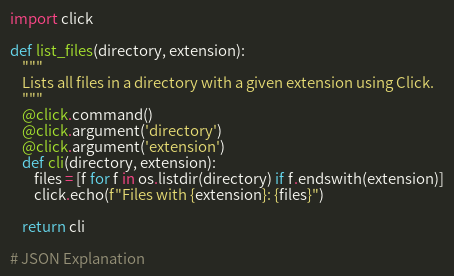 import click
def list_files(directory, extension):
"""
Lists all files in a directory with a given extension using Click.
"""
@click.command()
@click.argument('directory')
@click.argument('extension')
def cli(directory, extension):
files = [f for f in os.listdir(directory) if f.endswith(extension)]
click.echo(f"Files with {extension}: {files}")
return cli
# JSON Explanation